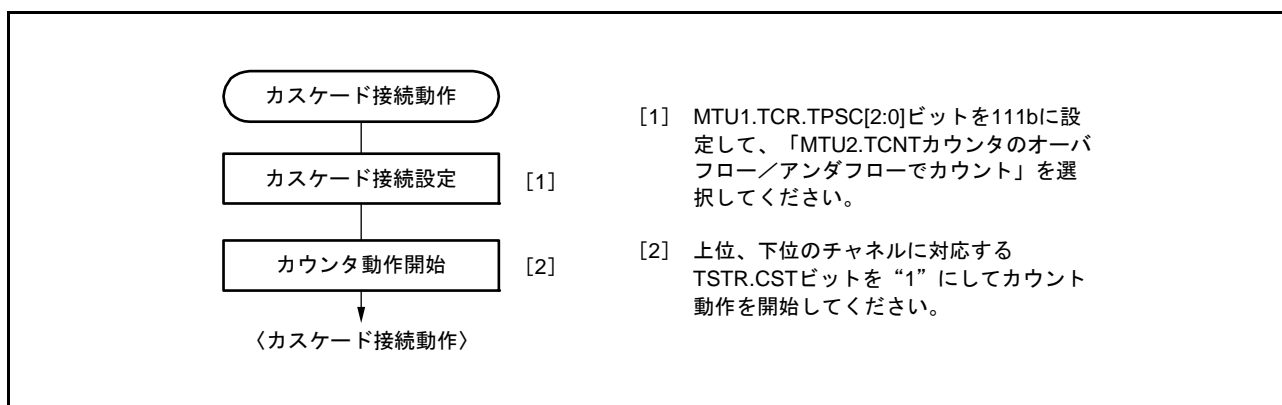 カスケード接続動作
カスケード接続設定 [1]
カウンタ動作開始 [2]
〈カスケード接続動作〉
[1] MTU1.TCR.TPSC[2:0]ビットを111bに設
定して、「MTU2.TCNTカウンタのオーバ
フロー／アンダフローでカウント」を選
択してください。
[2] 上位、下位のチャネルに対応する
TSTR.CSTビットを“1”にしてカウント
動作を開始してください。